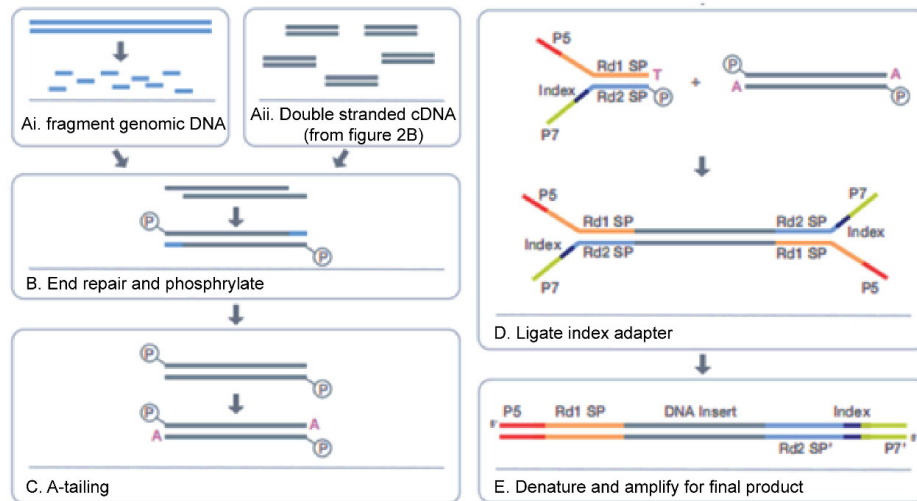 Ai. fragment genomic DNA
Aii. Double stranded cDNA
(from figure 2B)
P
P
B. End repair and phosphrylate
P
P
P
A
A
P
C. A-tailing
P5
Rd1 SP
T
Index
Rd2 SP
P
P7
+
P
A
A
P
P5
P7
Rd1 SP
Rd2 SP
Index
Index
Rd2 SP
Rd1 SP
P7
P5
D. Ligate index adapter
P5
Rd1 SP
DNA Insert
Index
5'
5'
Rd2 SP'
P7'
E. Denature and amplify for final product